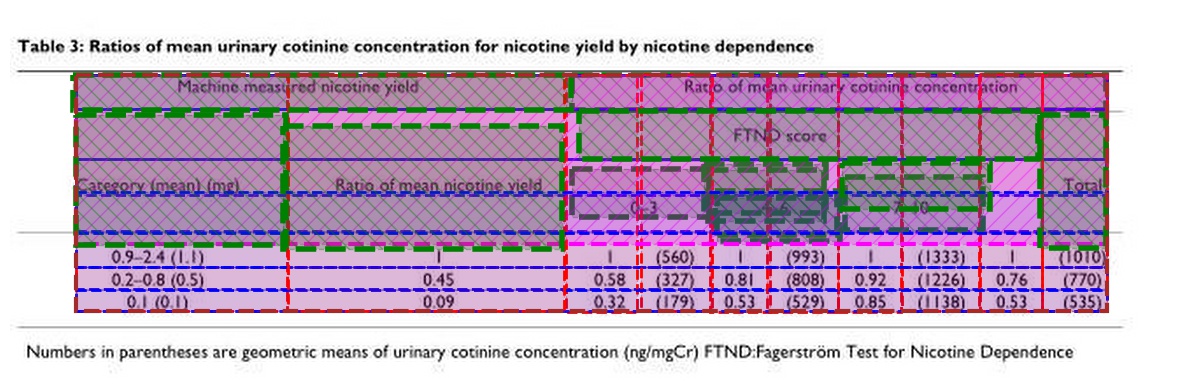 Table 3: Ratios of mean urinary cotinine concentration for nicotine yield by nicotine dependence
Machine measured nicotine yield Ratio of mean urinary cotinine concentration
FTND score
Category (mean) (mg) Ratio of mean nicotine yield Total
0–3 7–10
0.9–2.4 (1.1) 1 1 (560) 1 (993) 1 (1333) 1 (1010)
0.2–0.8 (0.5) 0.45 0.58 (327) 0.81 (808) 0.92 (1226) 0.76 (770)
0.1 (0.1) 0.09 0.32 (179) 0.53 (529) 0.85 (1138) 0.53 (535)
Numbers in parentheses are geometric means of urinary cotinine concentration (ng/mgCr) FTND:Fagerström Test for Nicotine Dependence